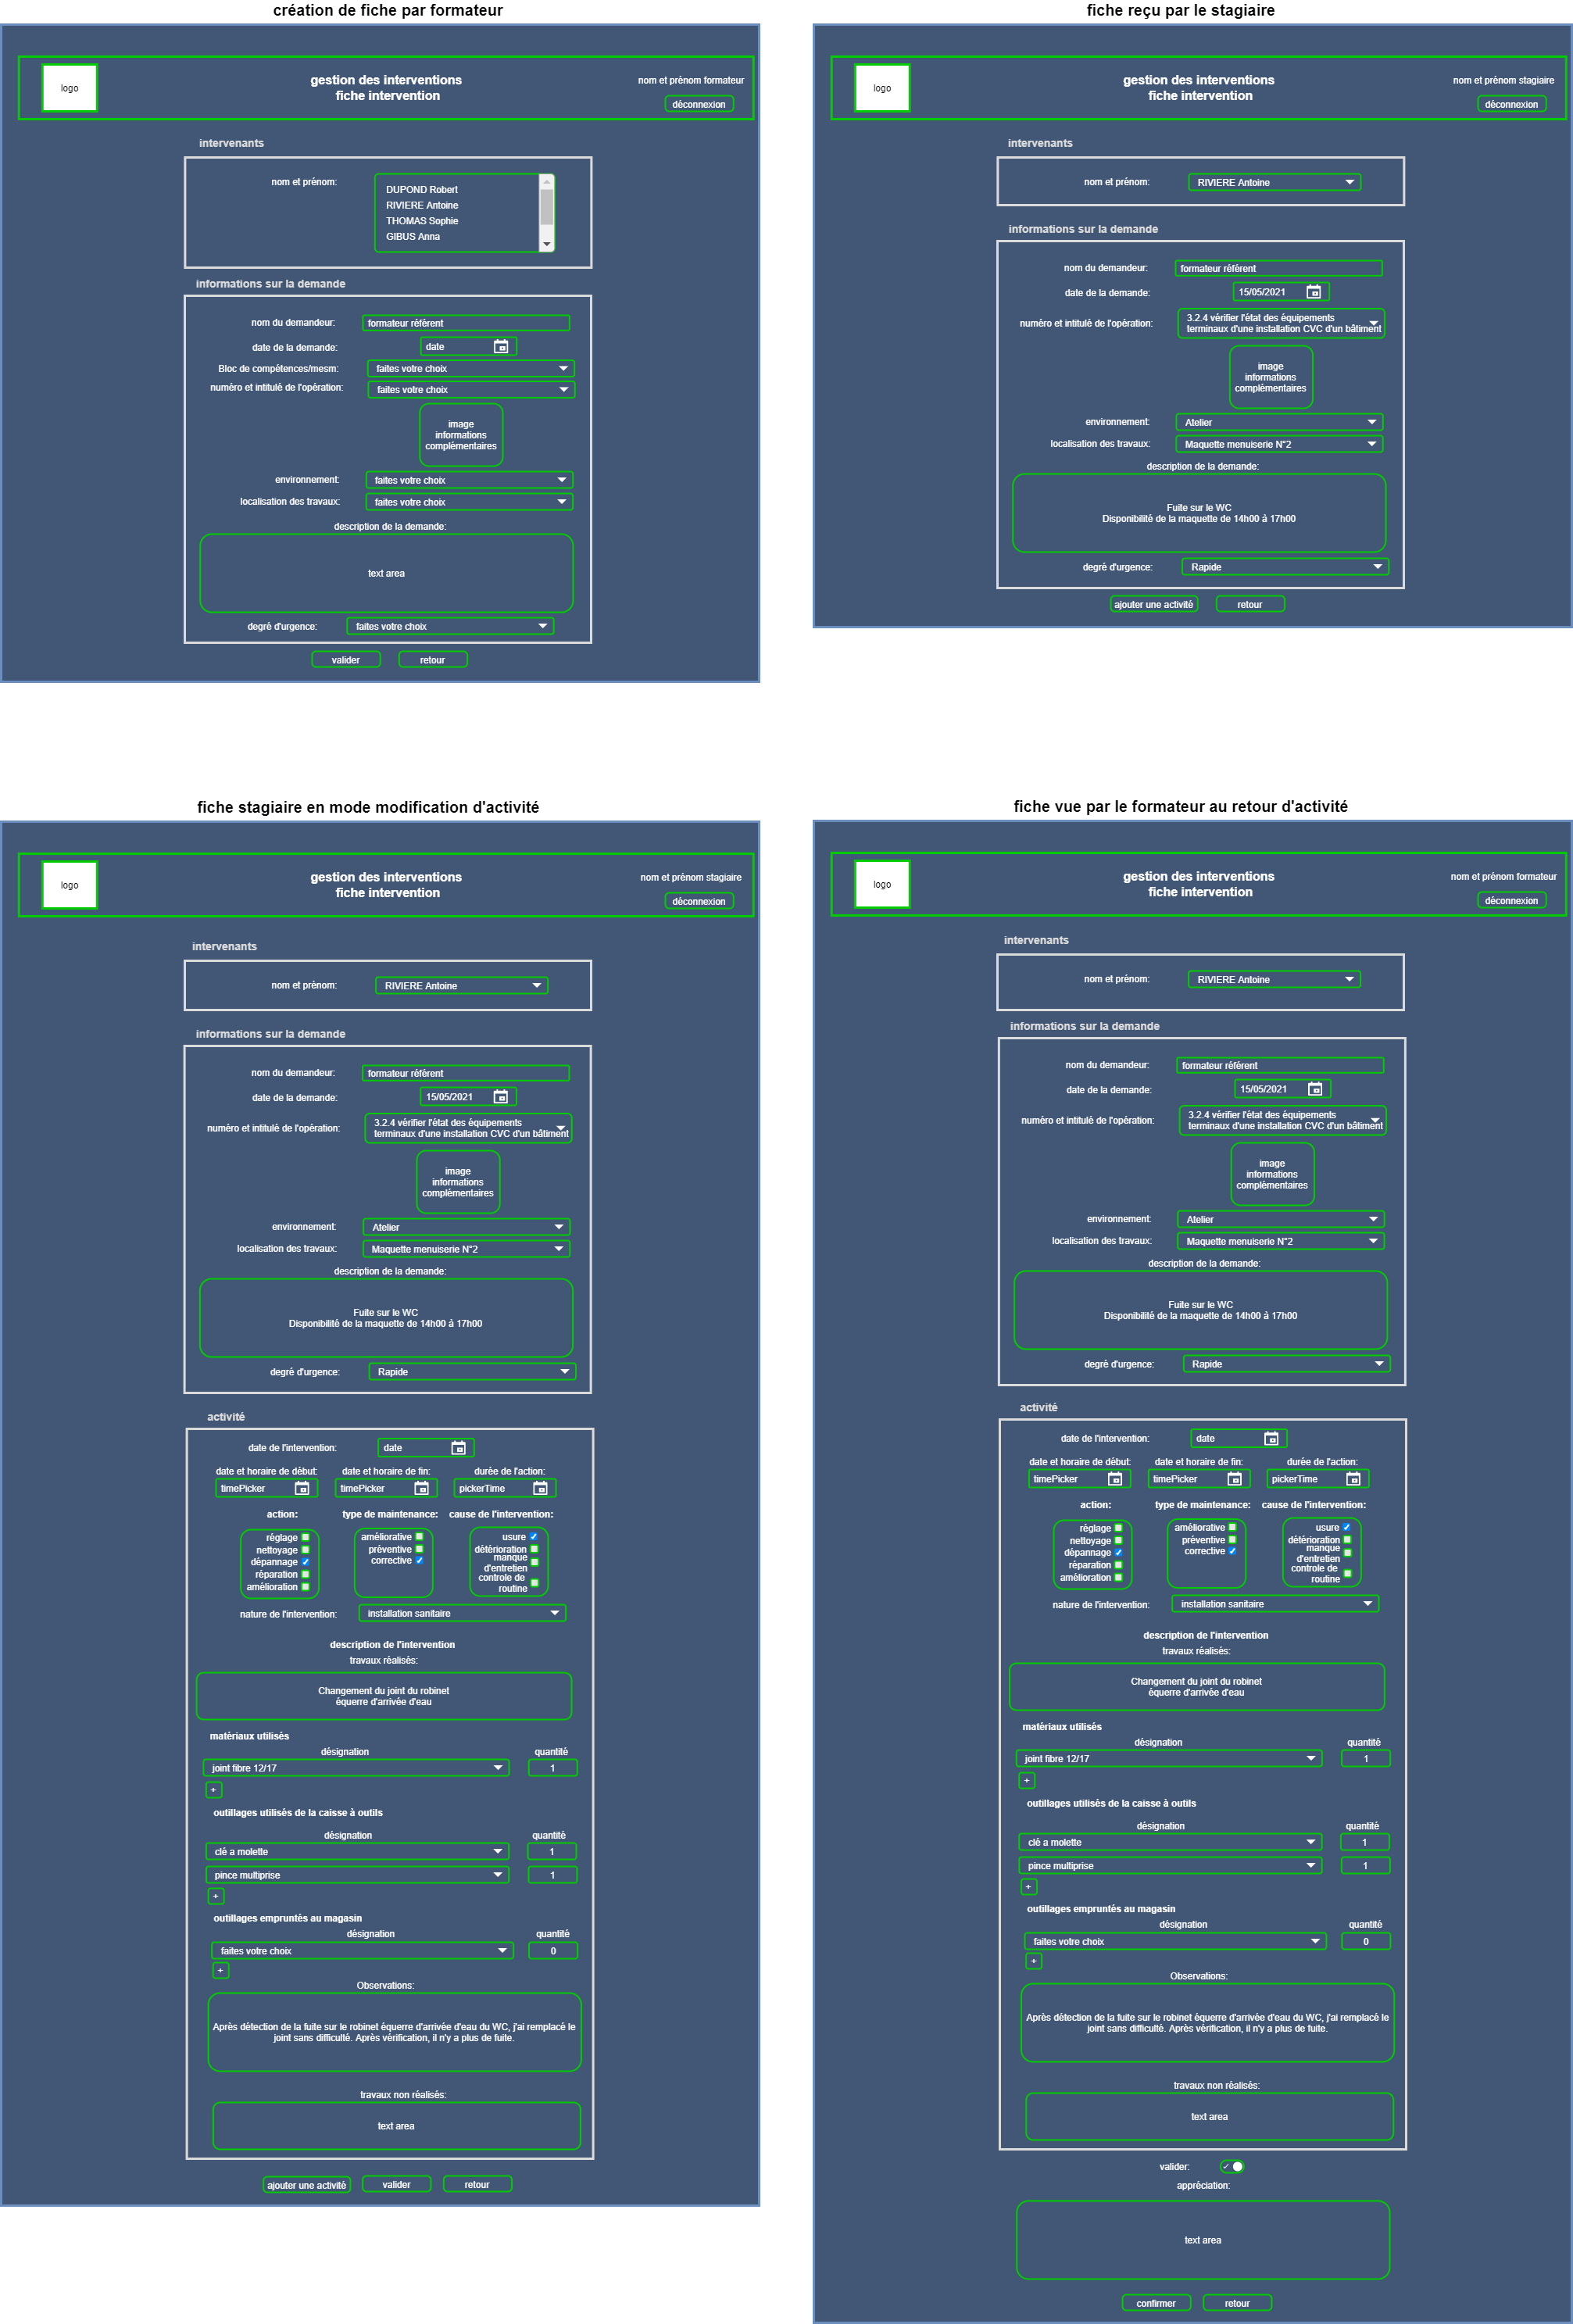 création de fiche par formateur
logo
gestion des interventions
fiche intervention
nom et prénom formateur
déconnexion
intervenants
nom et prénom:
DUPOND Robert
RIVIERE Antoine
THOMAS Sophie
GIBUS Anna
informations sur la demande
nom du demandeur: formateur référent
date de la demande: date
Bloc de compétences/mesm: faites votre choix
numéro et intitulé de l'opération: faites votre choix
image
informations
complémentaires
environnement: faites votre choix
localisation des travaux: faites votre choix
description de la demande:
text area
degré d'urgence: faites votre choix
valider retour
fiche reçu par le stagiaire
logo
gestion des interventions
fiche intervention
nom et prénom stagiaire
déconnexion
intervenants
nom et prénom: RIVIERE Antoine
informations sur la demande
nom du demandeur: formateur référent
date de la demande: 15/05/2021
numéro et intitulé de l'opération: 3.2.4 vérifier l'état des équipements
terminaux d'une installation CVC d'un bâtiment
image
informations
complémentaires
environnement: Atelier
localisation des travaux: Maquette menuiserie N°2
description de la demande:
Fuite sur le WC
Disponibilité de la maquette de 14h00 à 17h00
degré d'urgence: Rapide
ajouter une activité retour
fiche stagiaire en mode modification d'activité
logo
gestion des interventions
fiche intervention
nom et prénom stagiaire
déconnexion
intervenants
nom et prénom: RIVIERE Antoine
informations sur la demande
nom du demandeur: formateur référent
date de la demande: 15/05/2021
numéro et intitulé de l'opération: 3.2.4 vérifier l'état des équipements
terminaux d'une installation CVC d'un bâtiment
image
informations
complémentaires
environnement: Atelier
localisation des travaux: Maquette menuiserie N°2
description de la demande:
Fuite sur le WC
Disponibilité de la maquette de 14h00 à 17h00
degré d'urgence: Rapide
activité
date de l'intervention: date
date et horaire de début: date et horaire de fin: durée de l'action:
timePicker timePicker pickerTime
action: type de maintenance: cause de l'intervention:
réglage
nettoyage
dépannage
réparation
amélioration
améliorative
préventive
corrective
usure
détérioration
manque
d'entretien
controle de
routine
nature de l'intervention: installation sanitaire
description de l'intervention
travaux réalisés:
Changement du joint du robinet
équerre d'arrivée d'eau
matériaux utilisés
désignation quantité
joint fibre 12/17 1
+
outillages utilisés de la caisse à outils
désignation quantité
clé a molette 1
pince multiprise 1
+
outillages empruntés au magasin
désignation quantité
faites votre choix 0
+
Observations:
Après détection de la fuite sur le robinet équerre d'arrivée d'eau du WC, j'ai remplacé le
joint sans difficulté. Après vérification, il n'y a plus de fuite.
travaux non réalisés:
text area
ajouter une activité valider retour
fiche vue par le formateur au retour d'activité
logo
gestion des interventions
fiche intervention
nom et prénom formateur
déconnexion
intervenants
nom et prénom: RIVIERE Antoine
informations sur la demande
nom du demandeur: formateur référent
date de la demande: 15/05/2021
numéro et intitulé de l'opération: 3.2.4 vérifier l'état des équipements
terminaux d'une installation CVC d'un bâtiment
image
informations
complémentaires
environnement: Atelier
localisation des travaux: Maquette menuiserie N°2
description de la demande:
Fuite sur le WC
Disponibilité de la maquette de 14h00 à 17h00
degré d'urgence: Rapide
activité
date de l'intervention: date
date et horaire de début: date et horaire de fin: durée de l'action:
timePicker timePicker pickerTime
action: type de maintenance: cause de l'intervention:
réglage
nettoyage
dépannage
réparation
amélioration
améliorative
préventive
corrective
usure
détérioration
manque
d'entretien
controle de
routine
nature de l'intervention: installation sanitaire
description de l'intervention
travaux réalisés:
Changement du joint du robinet
équerre d'arrivée d'eau
matériaux utilisés
désignation quantité
joint fibre 12/17 1
+
outillages utilisés de la caisse à outils
désignation quantité
clé a molette 1
pince multiprise 1
+
outillages empruntés au magasin
désignation quantité
faites votre choix 0
+
Observations:
Après détection de la fuite sur le robinet équerre d'arrivée d'eau du WC, j'ai remplacé le
joint sans difficulté. Après vérification, il n'y a plus de fuite.
travaux non réalisés:
text area
valider:
appréciation:
text area
confirmer retour